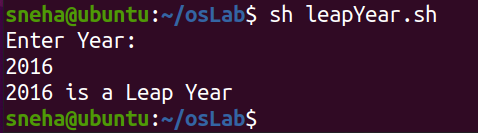 sneha@ubuntu:~/osLab$ sh leapYear.sh
Enter Year:
2016
2016 is a Leap Year
sneha@ubuntu:~/osLab$